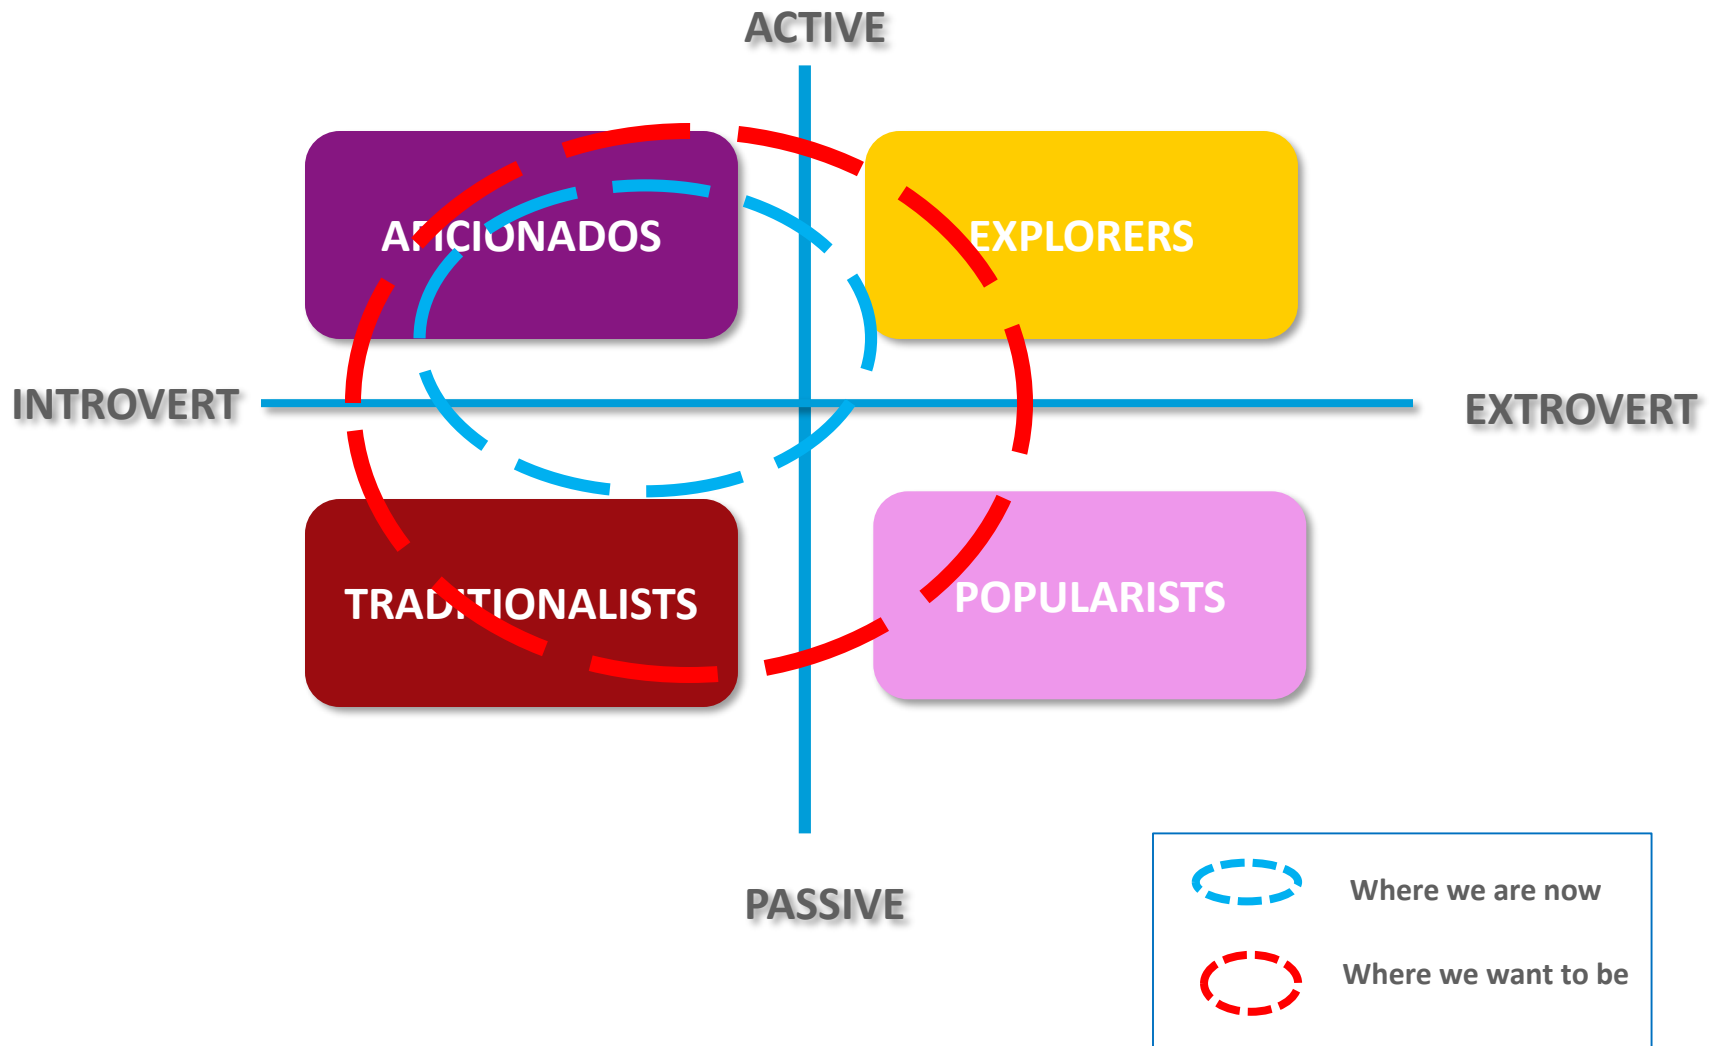 ACTIVE
AFICIONADOS
EXPLORERS
INTROVERT
EXTROVERT
TRADITIONALISTS
POPULARISTS
PASSIVE
Where we are now
Where we want to be